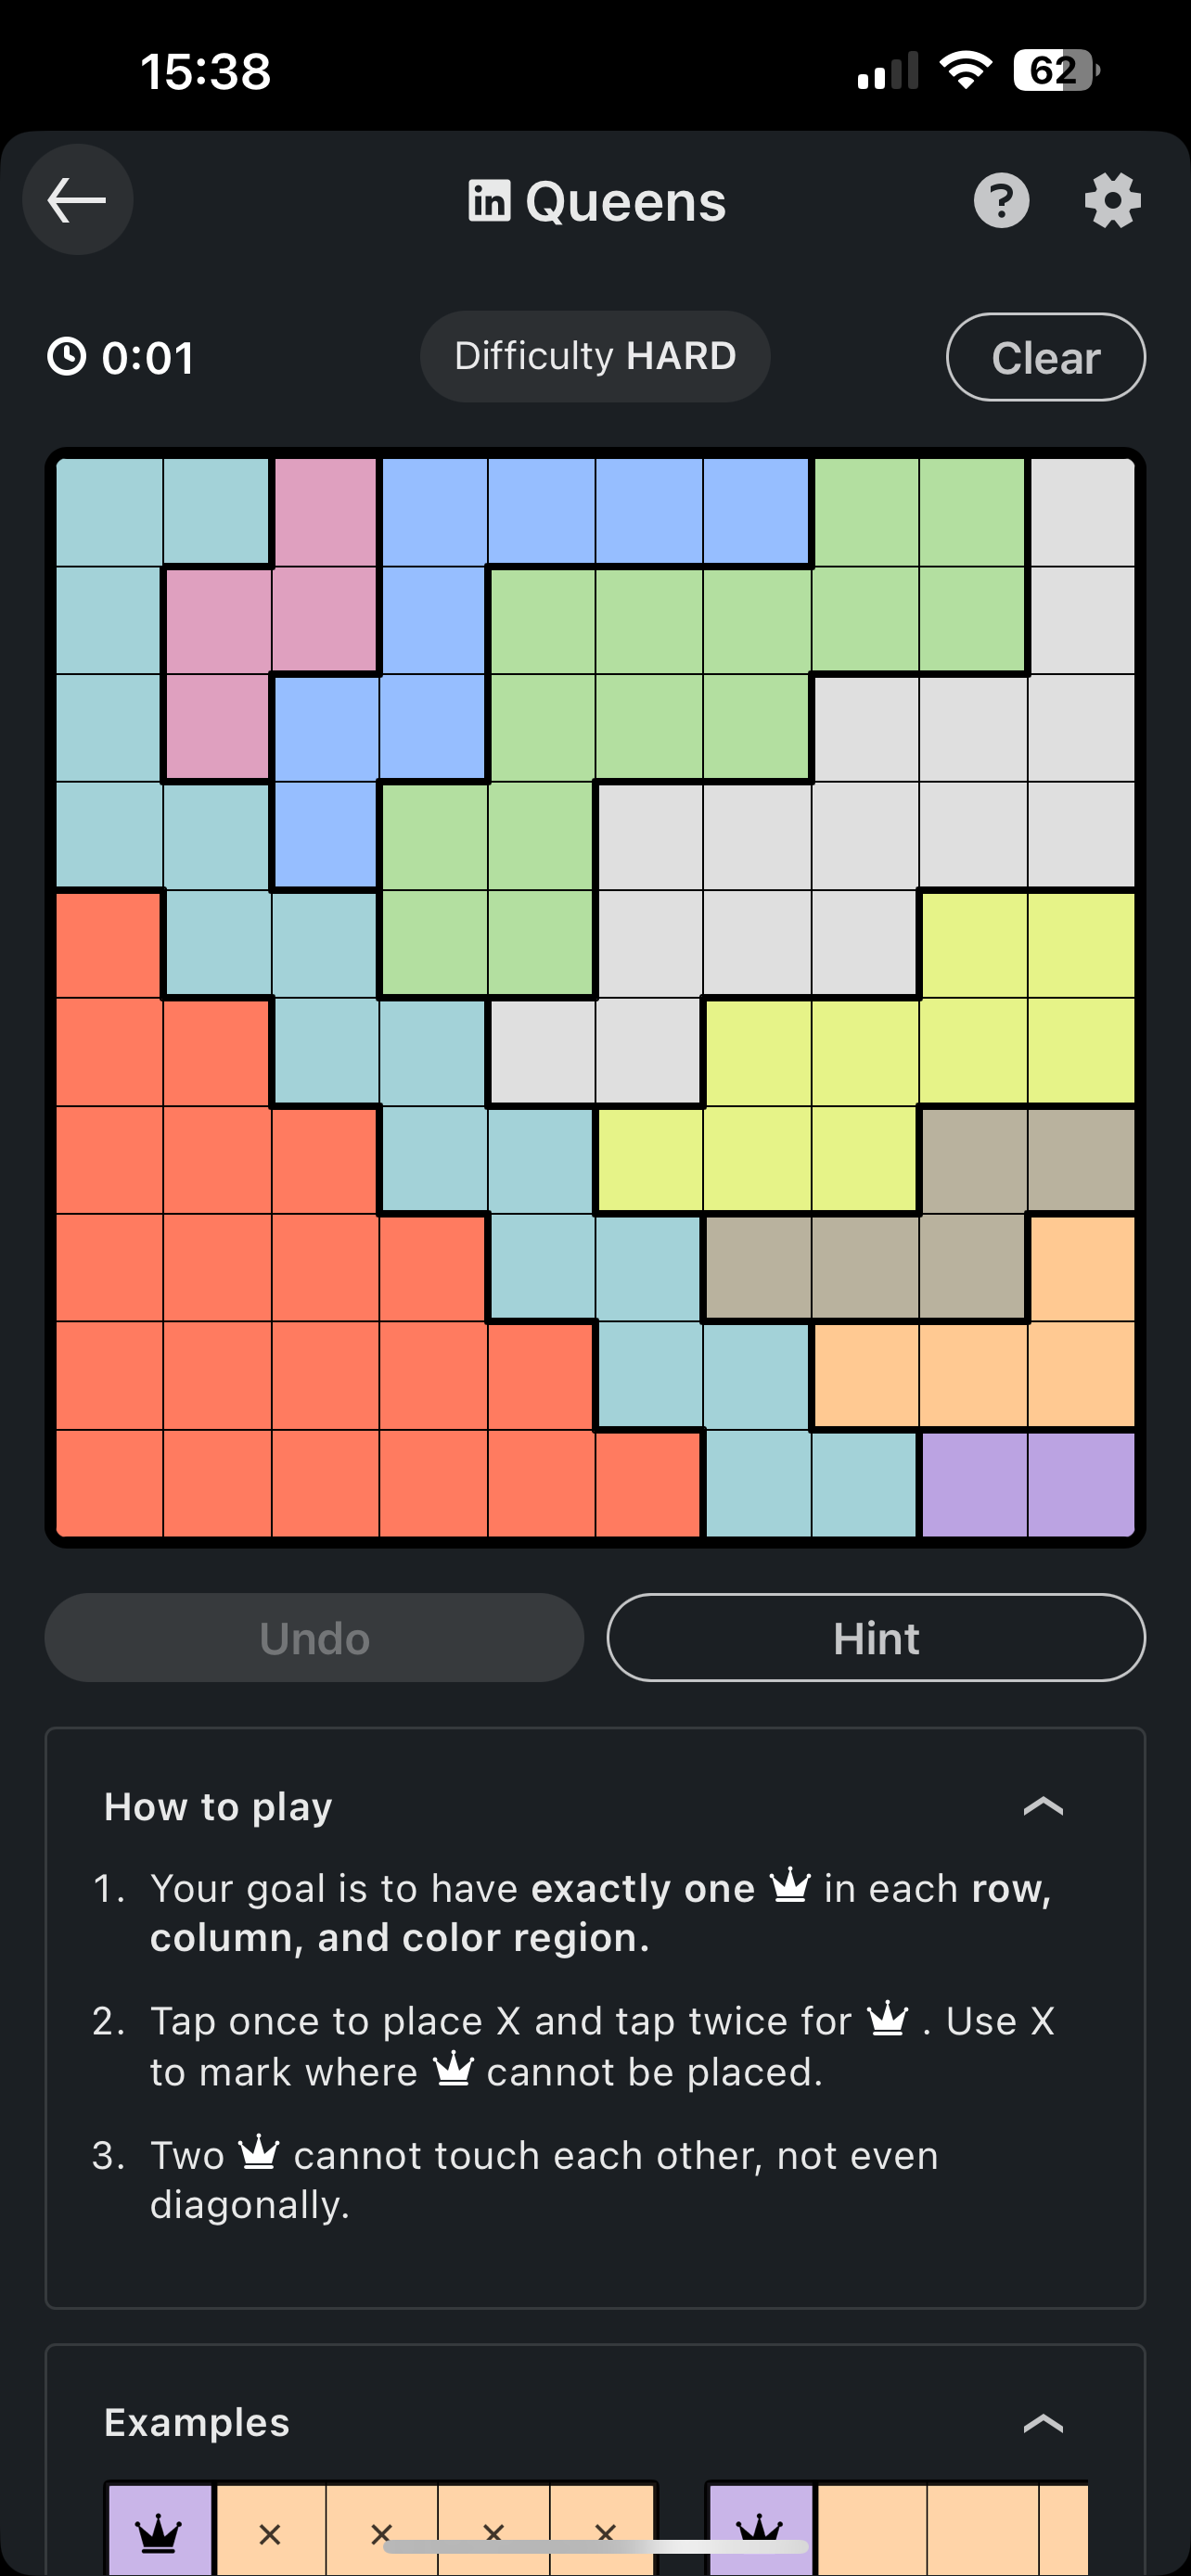 15:38
62
in Queens
?
0:01
Difficulty HARD
Clear
Undo
Hint
How to play
1. Your goal is to have exactly one in each row,
column, and color region.
2. Tap once to place X and tap twice for . Use X
to mark where cannot be placed.
3. Two cannot touch each other, not even
diagonally.
Examples